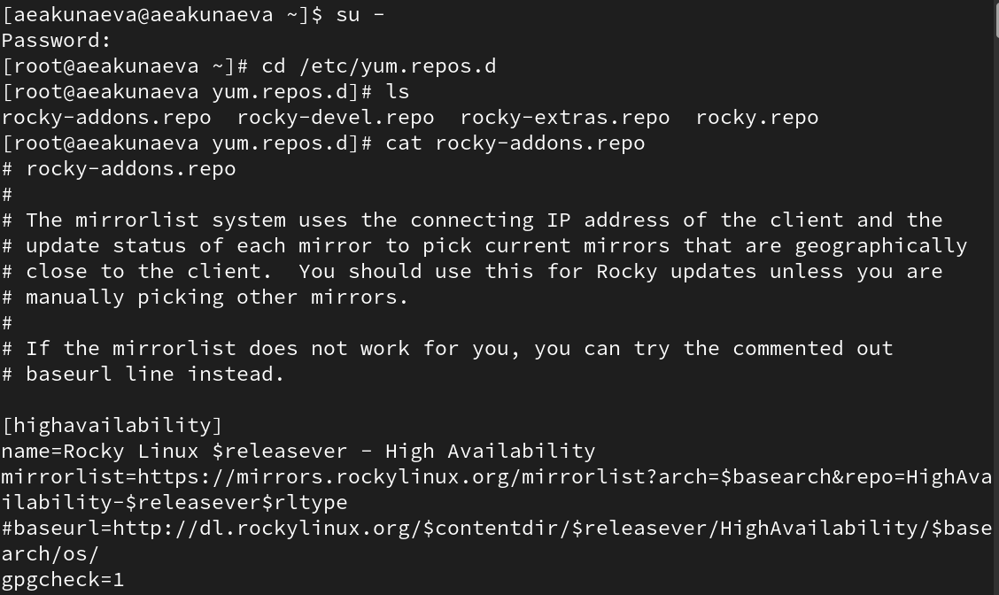 [aeakunaeva@aeakunaeva ~]$ su -
Password:
[root@aeakunaeva ~]# cd /etc/yum.repos.d
[root@aeakunaeva yum.repos.d]# ls
rocky-addons.repo  rocky-devel.repo  rocky-extras.repo  rocky.repo
[root@aeakunaeva yum.repos.d]# cat rocky-addons.repo
# rocky-addons.repo
#
# The mirrorlist system uses the connecting IP address of the client and the
# update status of each mirror to pick current mirrors that are geographically
# close to the client.  You should use this for Rocky updates unless you are
# manually picking other mirrors.
#
# If the mirrorlist does not work for you, you can try the commented out
# baseurl line instead.

[highavailability]
name=Rocky Linux $releasever - High Availability
mirrorlist=https://mirrors.rockylinux.org/mirrorlist?arch=$basearch&repo=HighAva
ilability-$releasever$rltype
#baseurl=http://dl.rockylinux.org/$contentdir/$releasever/HighAvailability/$base
arch/os/
gpgcheck=1